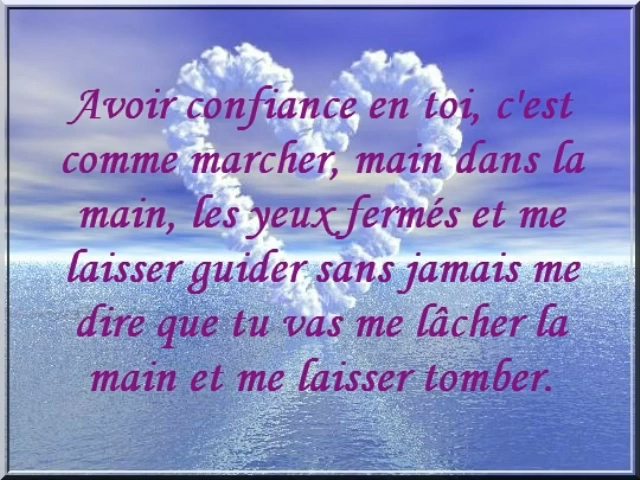 Avoir confiance en toi, c'est
comme marcher, main dans la
main, les yeux fermés et me
laisser guider sans jamais me
dire que tu vas me lâcher la
main et me laisser tomber.